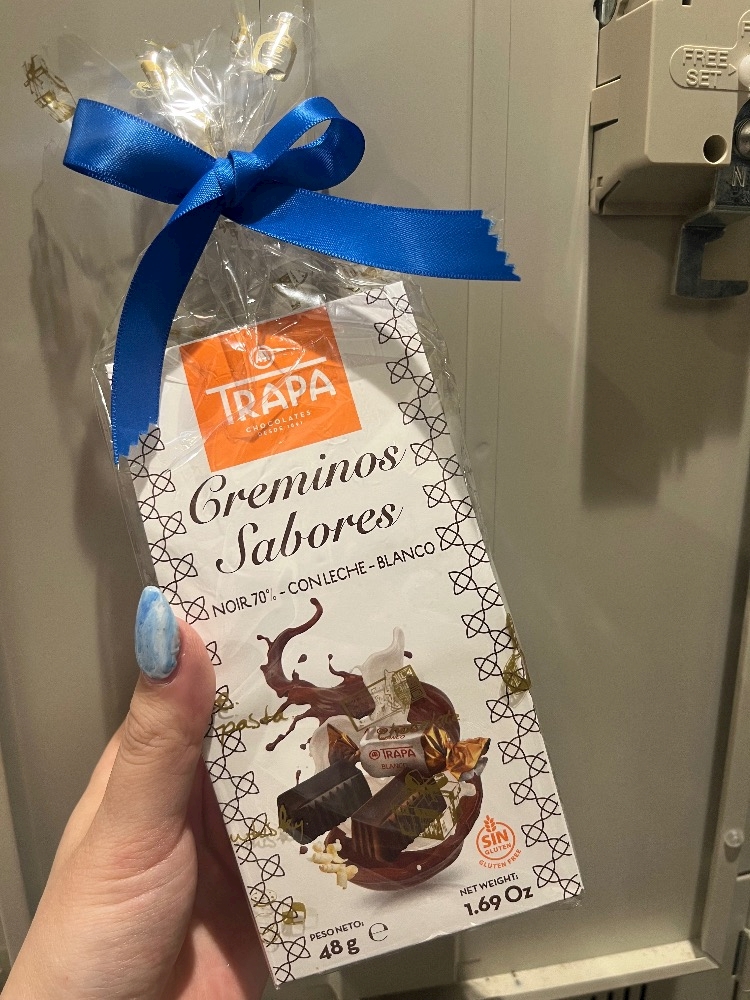 FREE
SET
TRAPA
CHOCOLATES
DESDE 1891
Creminos
Sabores
NOIR 70% - CON LECHE - BLANCO
pasta
TRAPA
BLANCO
SIN
GLUTEN
GLUTEN FREE
NET WEIGHT:
1.69 Oz
PESO NETO:
48 g e